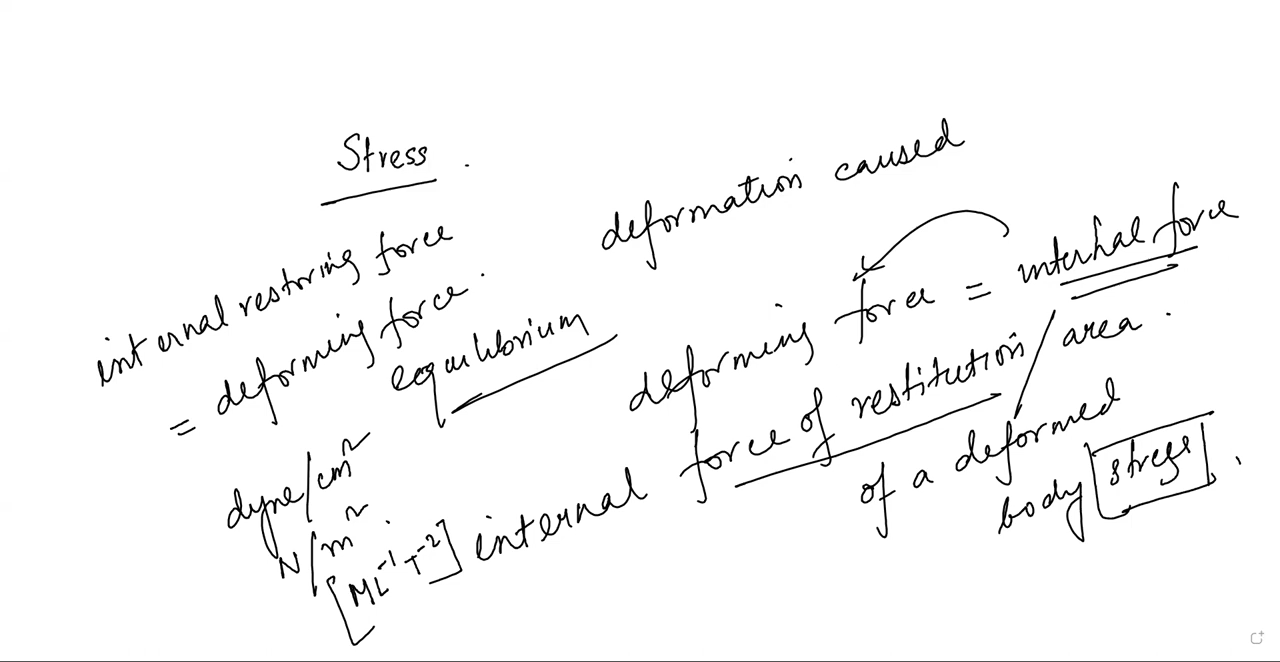 Stress
internal restoring force
= deforming force.
equilibrium
dyne/cm²
N/m².
[ML⁻¹T⁻²]
deformation caused
deforming force = internal force
internal force of restitution / area.
of a deformed
body stress.